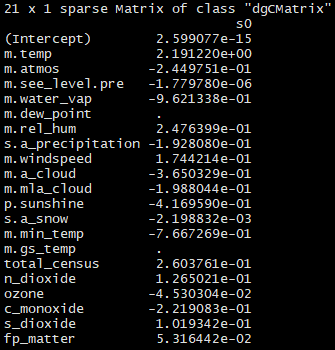 21 x 1 sparse Matrix of class "dgCMatrix"
s0
(Intercept) 2.599077e-15
m.temp 2.191220e+00
m.atmos -2.449751e-01
m.see_level.pre -1.779780e-06
m.water_vap -9.621338e-01
m.dew_point .
m.rel_hum 2.476399e-01
s.a_precipitation -1.928080e-01
m.windspeed 1.744214e-01
m.a_cloud -3.650329e-01
m.mla_cloud -1.988044e-01
p.sunshine -4.169590e-01
s.a_snow -2.198832e-03
m.min_temp -7.667269e-01
m.gs_temp .
total_census 2.603761e-01
n_dioxide 1.265021e-01
ozone -4.530304e-02
c_monoxide -2.219083e-01
s_dioxide 1.019342e-01
fp_matter 5.316442e-02